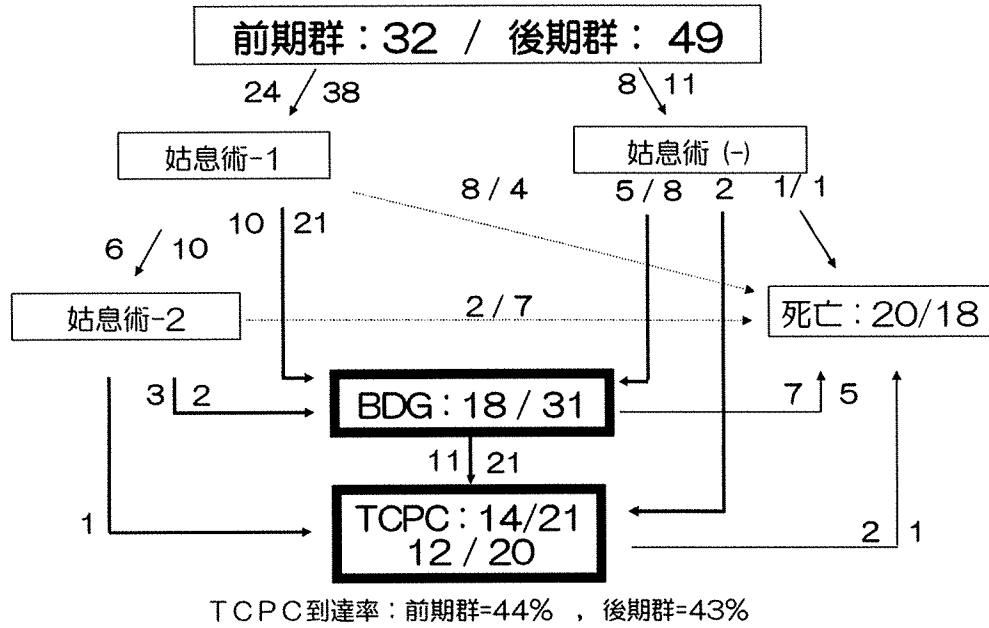 前期群：32 / 後期群： 49
24 38
8 11
姑息術-1
姑息術 (-)
8 / 4
5 / 8
2
1/ 1
10 21
6 10
姑息術-2
2 / 7
死亡：20/18
3 2
BDG：18 / 31
7 5
11 21
1
TCPC：14/21
12 / 20
2 1
TCPC到達率：前期群=44% ，後期群=43%